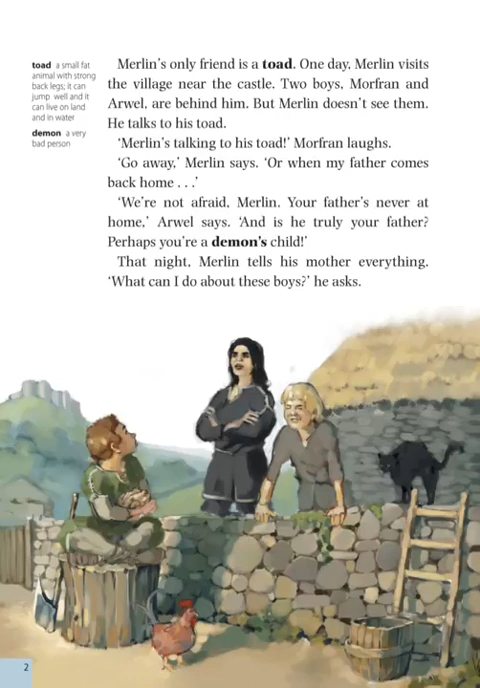 toad a small fat
animal with strong
back legs; it can
jump well and it
can live on land
and in water
demon a very
bad person
Merlin's only friend is a toad. One day, Merlin visits
the village near the castle. Two boys, Morfran and
Arwel, are behind him. But Merlin doesn't see them.
He talks to his toad.
'Merlin's talking to his toad!' Morfran laughs.
'Go away,' Merlin says. 'Or when my father comes
back home . . .'
'We're not afraid, Merlin. Your father's never at
home,' Arwel says. 'And is he truly your father?
Perhaps you're a demon's child!'
That night, Merlin tells his mother everything.
'What can I do about these boys?' he asks.
2